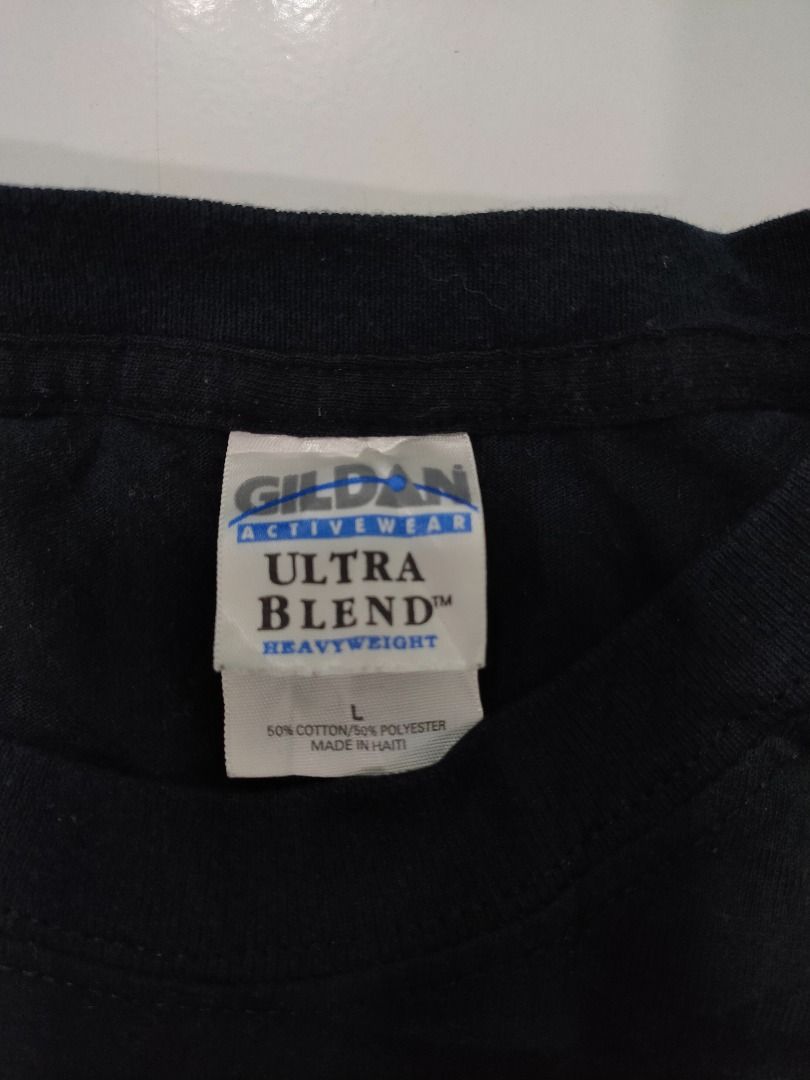 GILDAN
ACTIVEWEAR
ULTRA
BLEND™
HEAVYWEIGHT
L
50% COTTON/50% POLYESTER
MADE IN HAITI